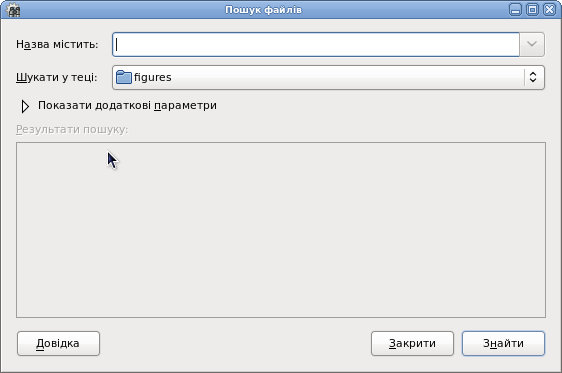 Пошук файлів
Назва містить:
Шукати у теці: figures
Показати додаткові параметри
Результати пошуку:
Довідка Закрити Знайти